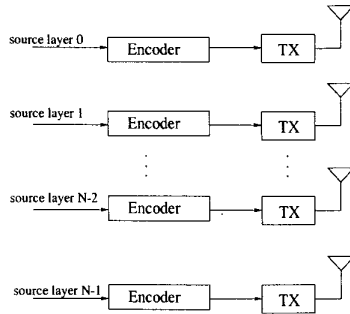 source layer 0
Encoder
TX
source layer 1
Encoder
TX
source layer N-2
Encoder
TX
source layer N-1
Encoder
TX